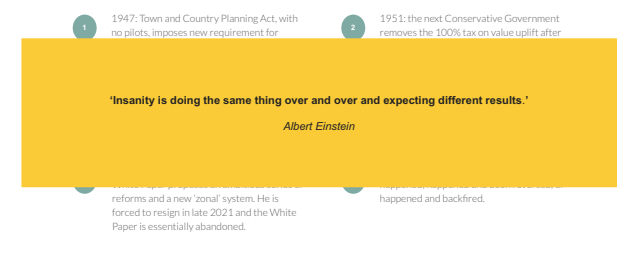 1
1947: Town and Country Planning Act, with
no pilots, imposes new requirement for
2
1951: the next Conservative Government
removes the 100% tax on value uplift after
‘Insanity is doing the same thing over and over and expecting different results.’
Albert Einstein
reforms and a new ‘zonal’ system. He is
forced to resign in late 2021 and the White
Paper is essentially abandoned.
happened and backfired.